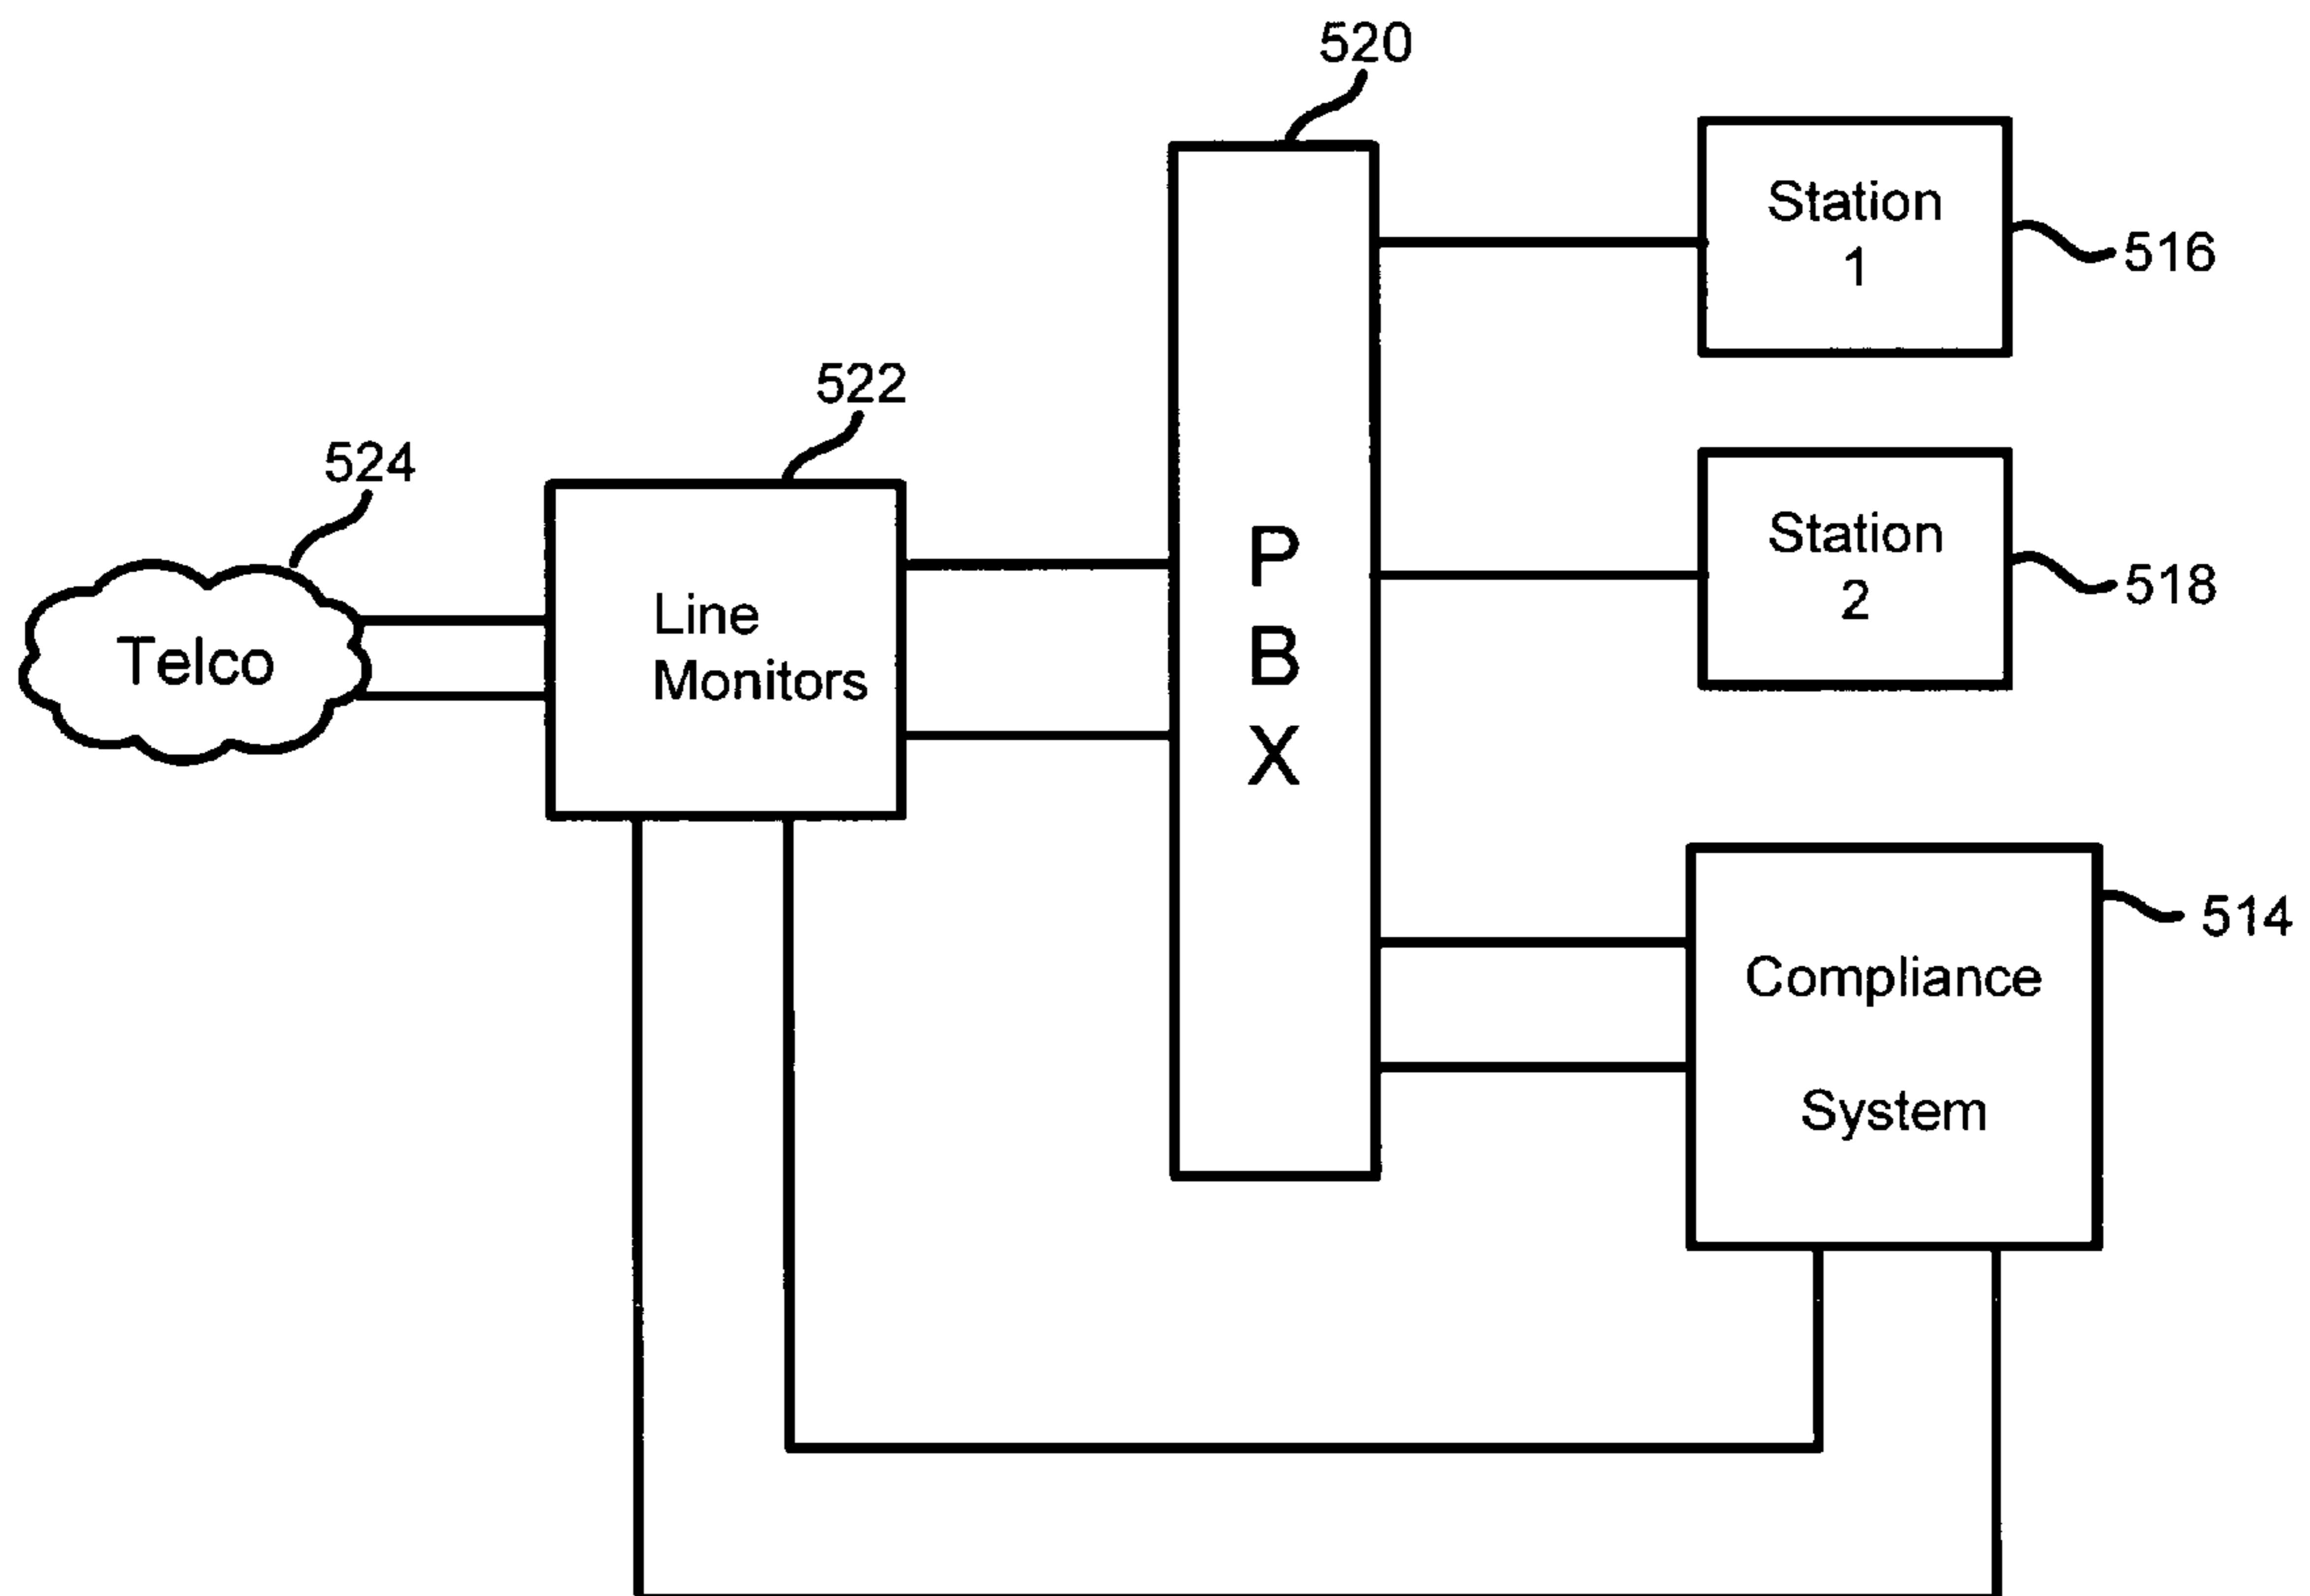 520
Station
1
516
522
524
Station
2
518
Line
Monitors
P
B
X
Telco
514
Compliance
System